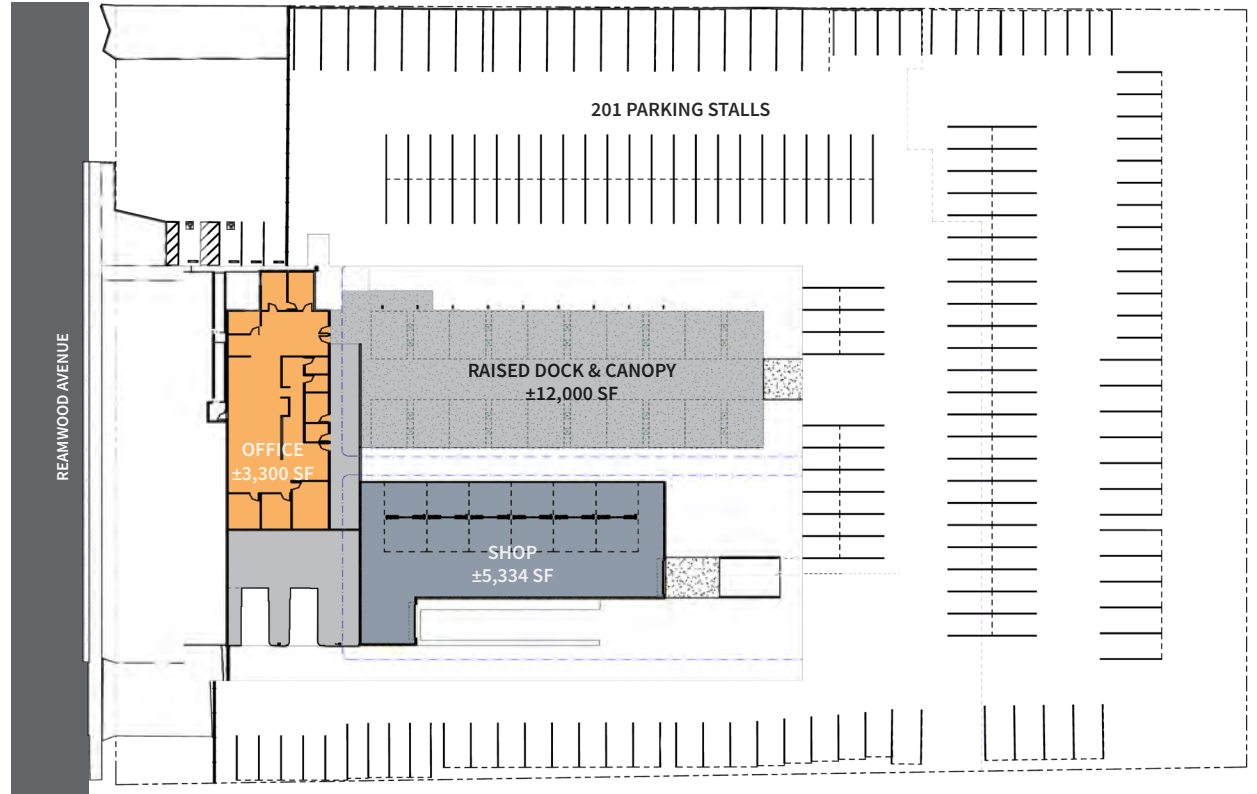 201 PARKING STALLS
REAMWOOD AVENUE
RAISED DOCK & CANOPY
±12,000 SF
OFFICE
±3,300 SF
SHOP
±5,334 SF